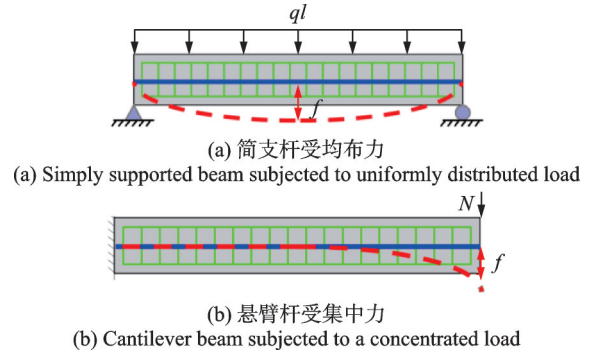 ql
f
(a) 简支杆受均布力
(a) Simply supported beam subjected to uniformly distributed load
N
f
(b) 悬臂杆受集中力
(b) Cantilever beam subjected to a concentrated load